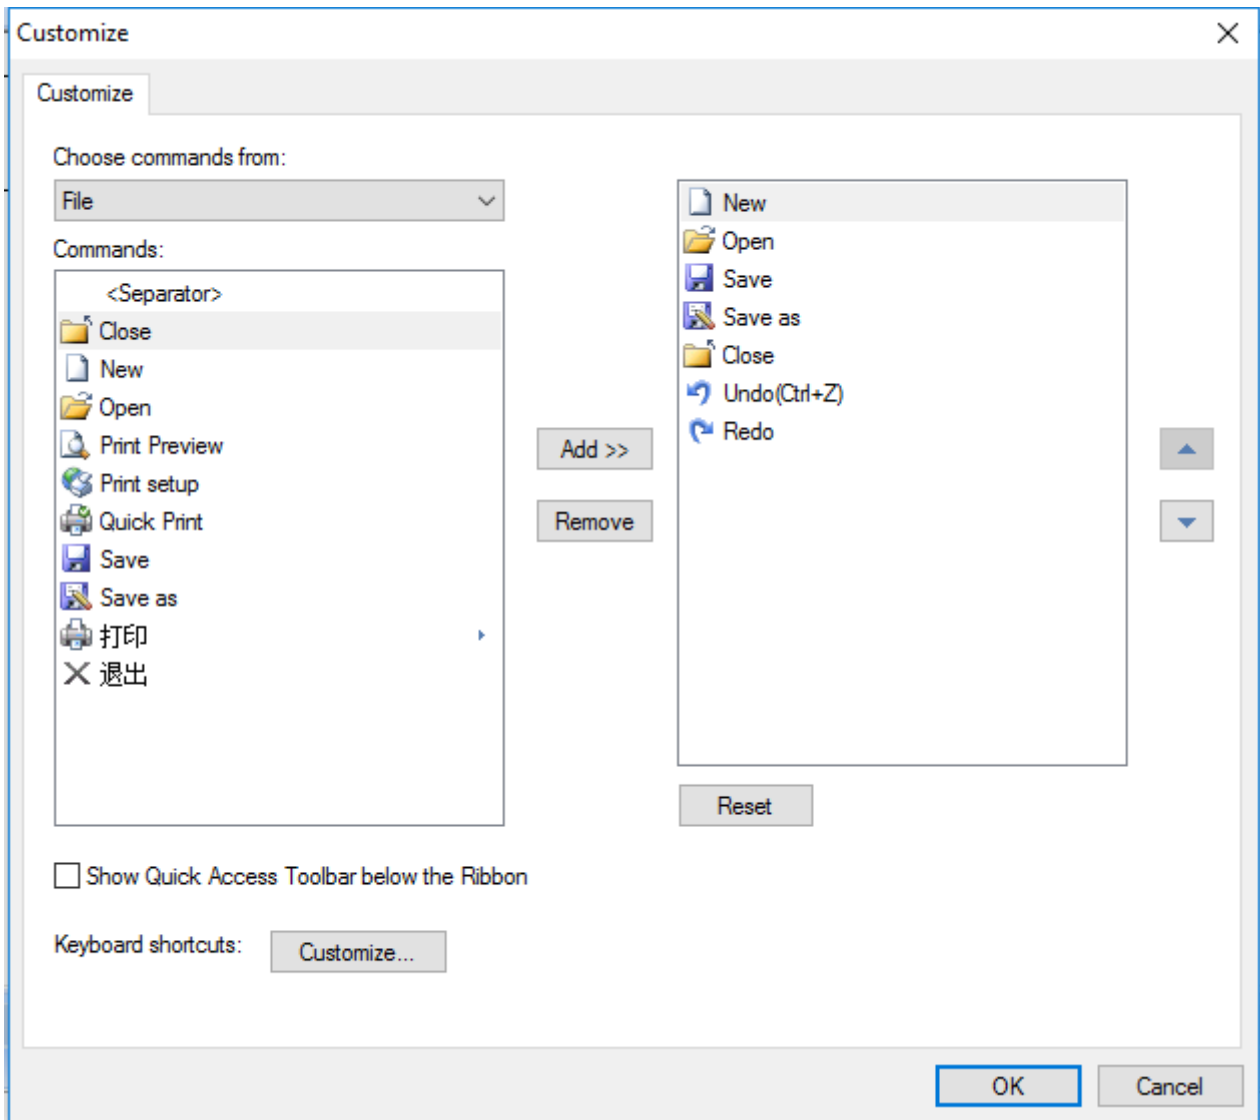 Customize
Customize
Choose commands from:
File
Commands:
<Separator>
Close
New
Open
Print Preview
Print setup
Quick Print
Save
Save as
打印
退出
Add >>
Remove
New
Open
Save
Save as
Close
Undo(Ctrl+Z)
Redo
Reset
Show Quick Access Toolbar below the Ribbon
Keyboard shortcuts:
Customize...
OK
Cancel